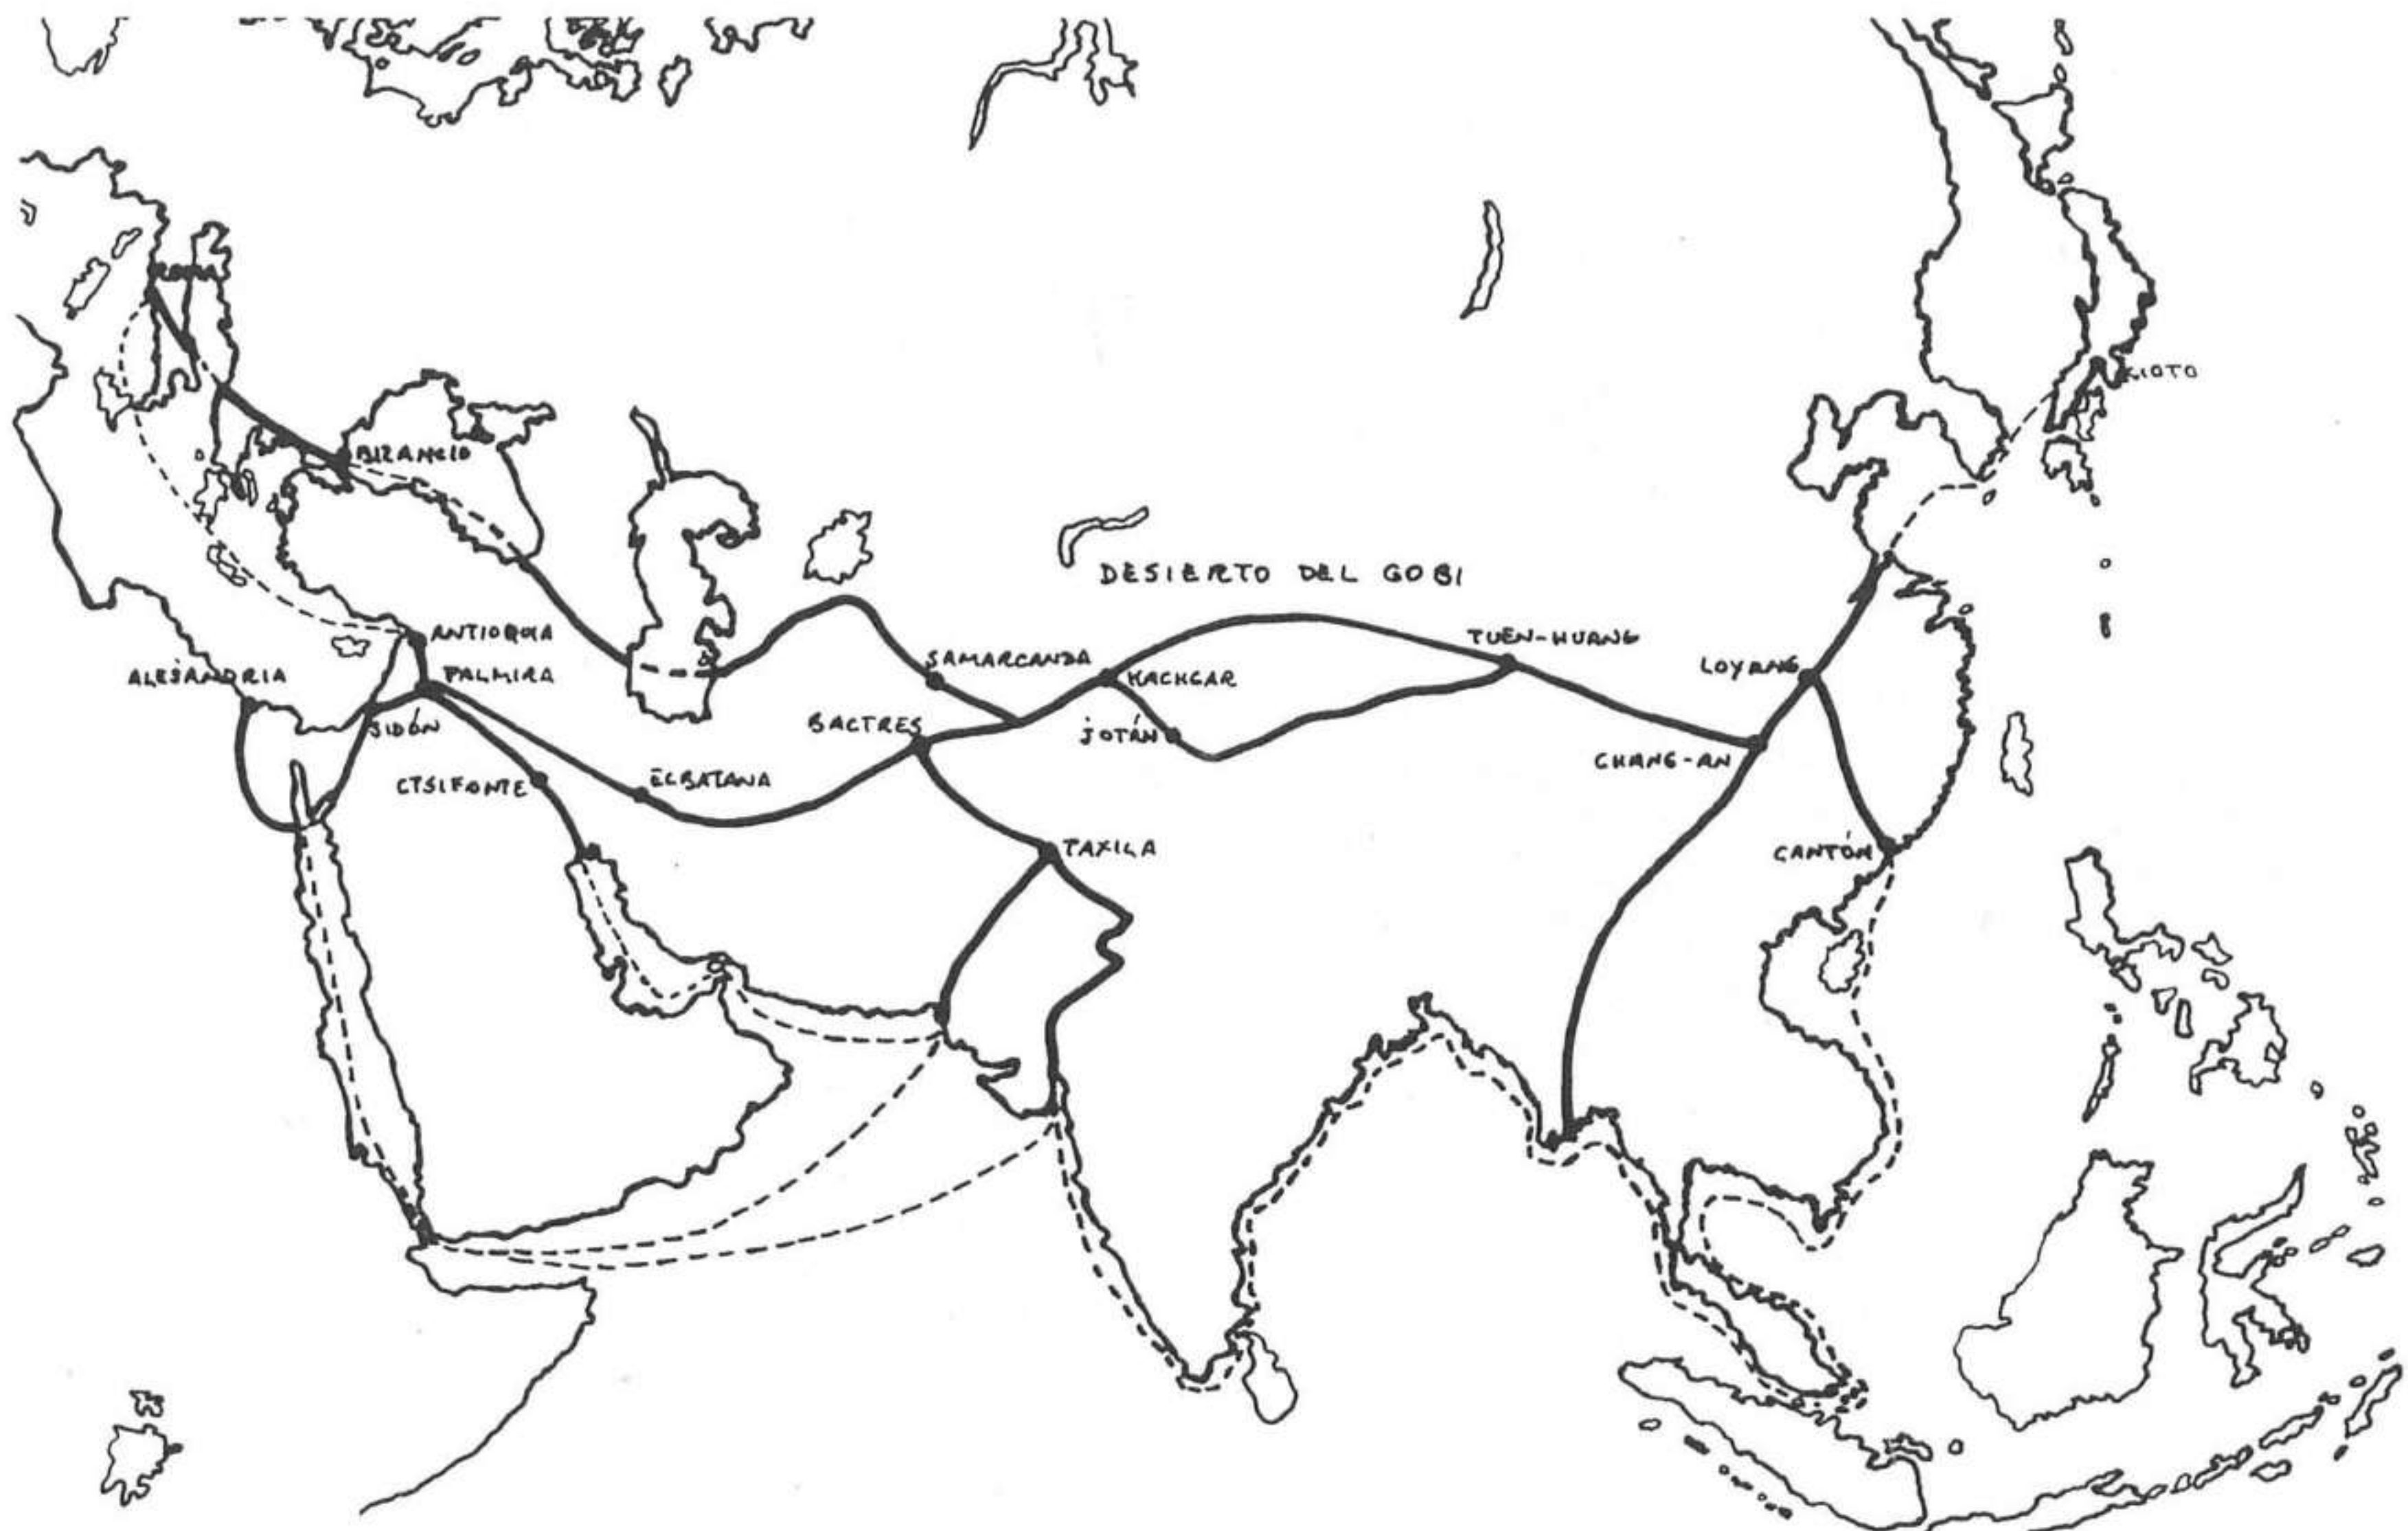 ROMA
KIOTO
BIZANCIO
DESIERTO DEL GOBI
ANTIOQUIA
TUEN-HUANG
SAMARCANDA
LOYANG
ALEJANDRIA
PALMIRA
KACHGAR
SIDÓN
BACTRES
JOTÁN
CHANG-AN
CTSIFONTE
ECBATANA
TAXILA
CANTÓN